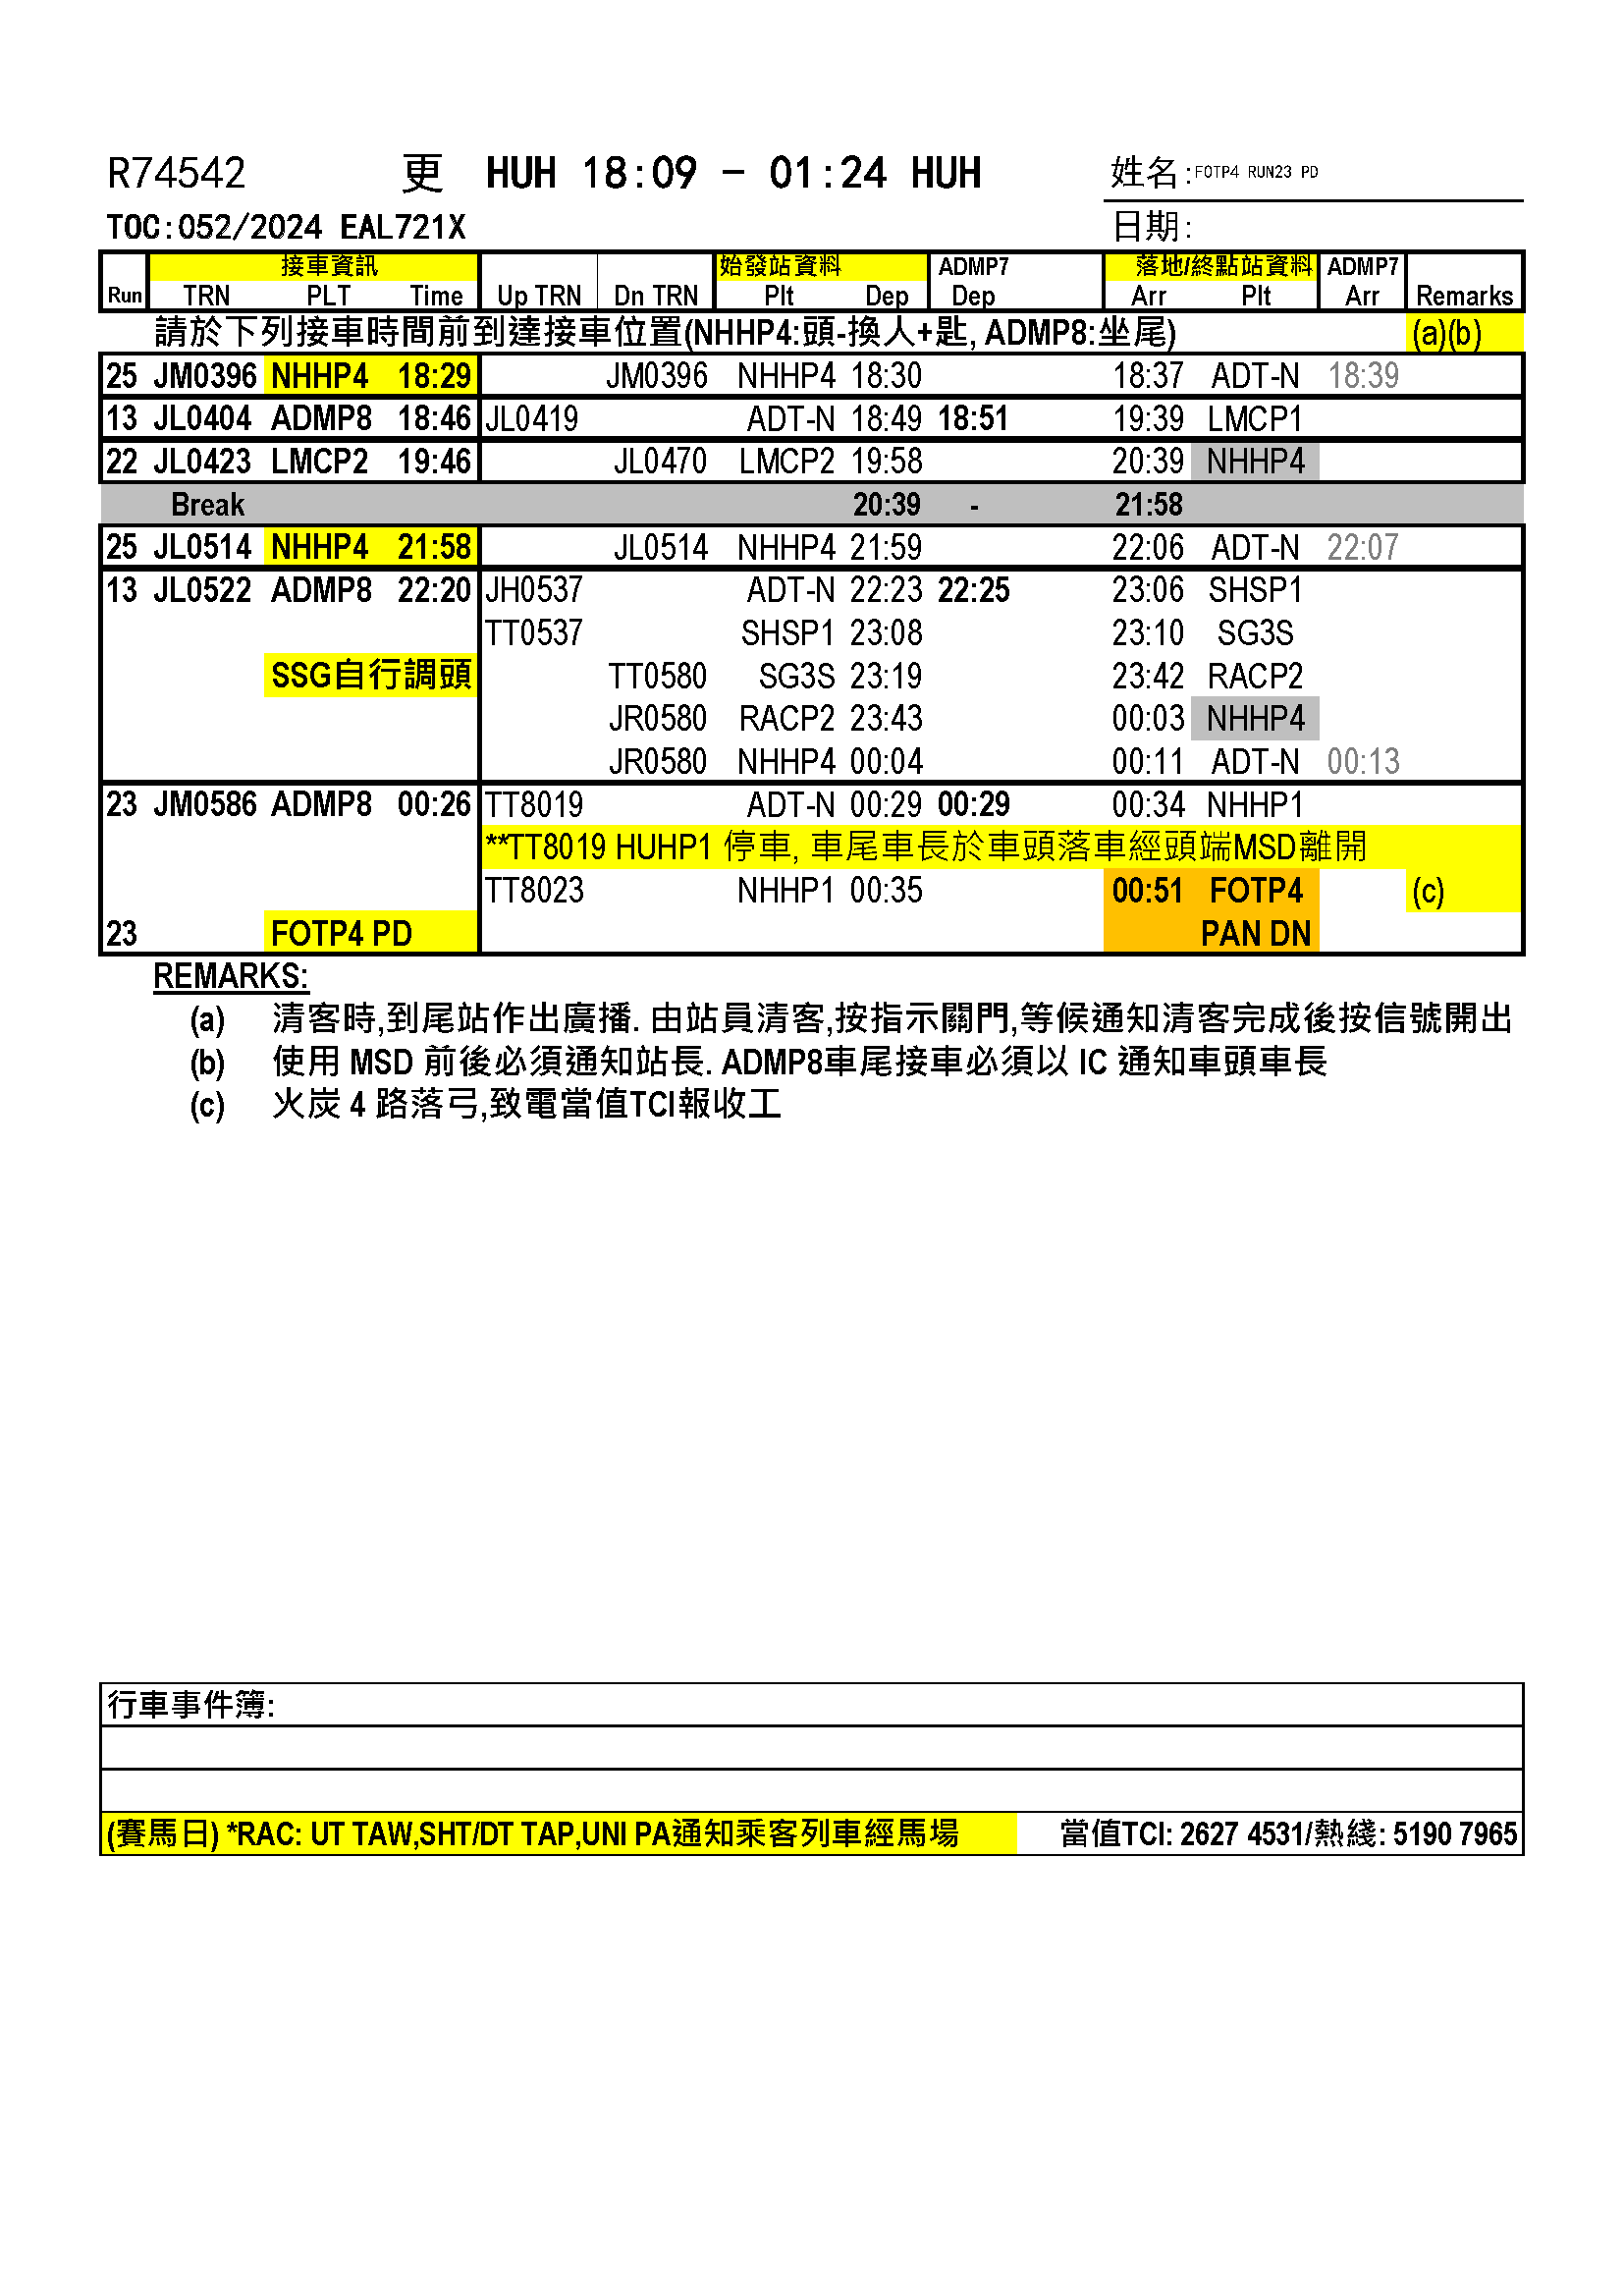 R74542 更 HUH 18:09 - 01:24 HUH 姓名:FOTP4 RUN23 PD
TOC:052/2024 EAL721X 日期:
接車資訊 始發站資料 ADMP7 落地/終點站資料 ADMP7
Run TRN PLT Time Up TRN Dn TRN Plt Dep Dep Arr Plt Arr Remarks
請於下列接車時間前到達接車位置(NHHP4:頭-換人+匙, ADMP8:坐尾) (a)(b)
25 JM0396 NHHP4 18:29 JM0396 NHHP4 18:30 18:37 ADT-N 18:39
13 JL0404 ADMP8 18:46 JL0419 ADT-N 18:49 18:51 19:39 LMCP1
22 JL0423 LMCP2 19:46 JL0470 LMCP2 19:58 20:39 NHHP4
Break 20:39 - 21:58
25 JL0514 NHHP4 21:58 JL0514 NHHP4 21:59 22:06 ADT-N 22:07
13 JL0522 ADMP8 22:20 JH0537 ADT-N 22:23 22:25 23:06 SHSP1
TT0537 SHSP1 23:08 23:10 SG3S
SSG自行調頭 TT0580 SG3S 23:19 23:42 RACP2
JR0580 RACP2 23:43 00:03 NHHP4
JR0580 NHHP4 00:04 00:11 ADT-N 00:13
23 JM0586 ADMP8 00:26 TT8019 ADT-N 00:29 00:29 00:34 NHHP1
**TT8019 HUHP1 停車, 車尾車長於車頭落車經頭端MSD離開
TT8023 NHHP1 00:35 00:51 FOTP4 (c)
23 FOTP4 PD PAN DN
REMARKS:
(a) 清客時,到尾站作出廣播. 由站員清客,按指示關門,等候通知清客完成後按信號開出
(b) 使用 MSD 前後必須通知站長. ADMP8車尾接車必須以 IC 通知車頭車長
(c) 火炭 4 路落弓,致電當值TCI報收工
行車事件簿:
(賽馬日) *RAC: UT TAW,SHT/DT TAP,UNI PA通知乘客列車經馬場 當值TCI: 2627 4531/熱綫: 5190 7965